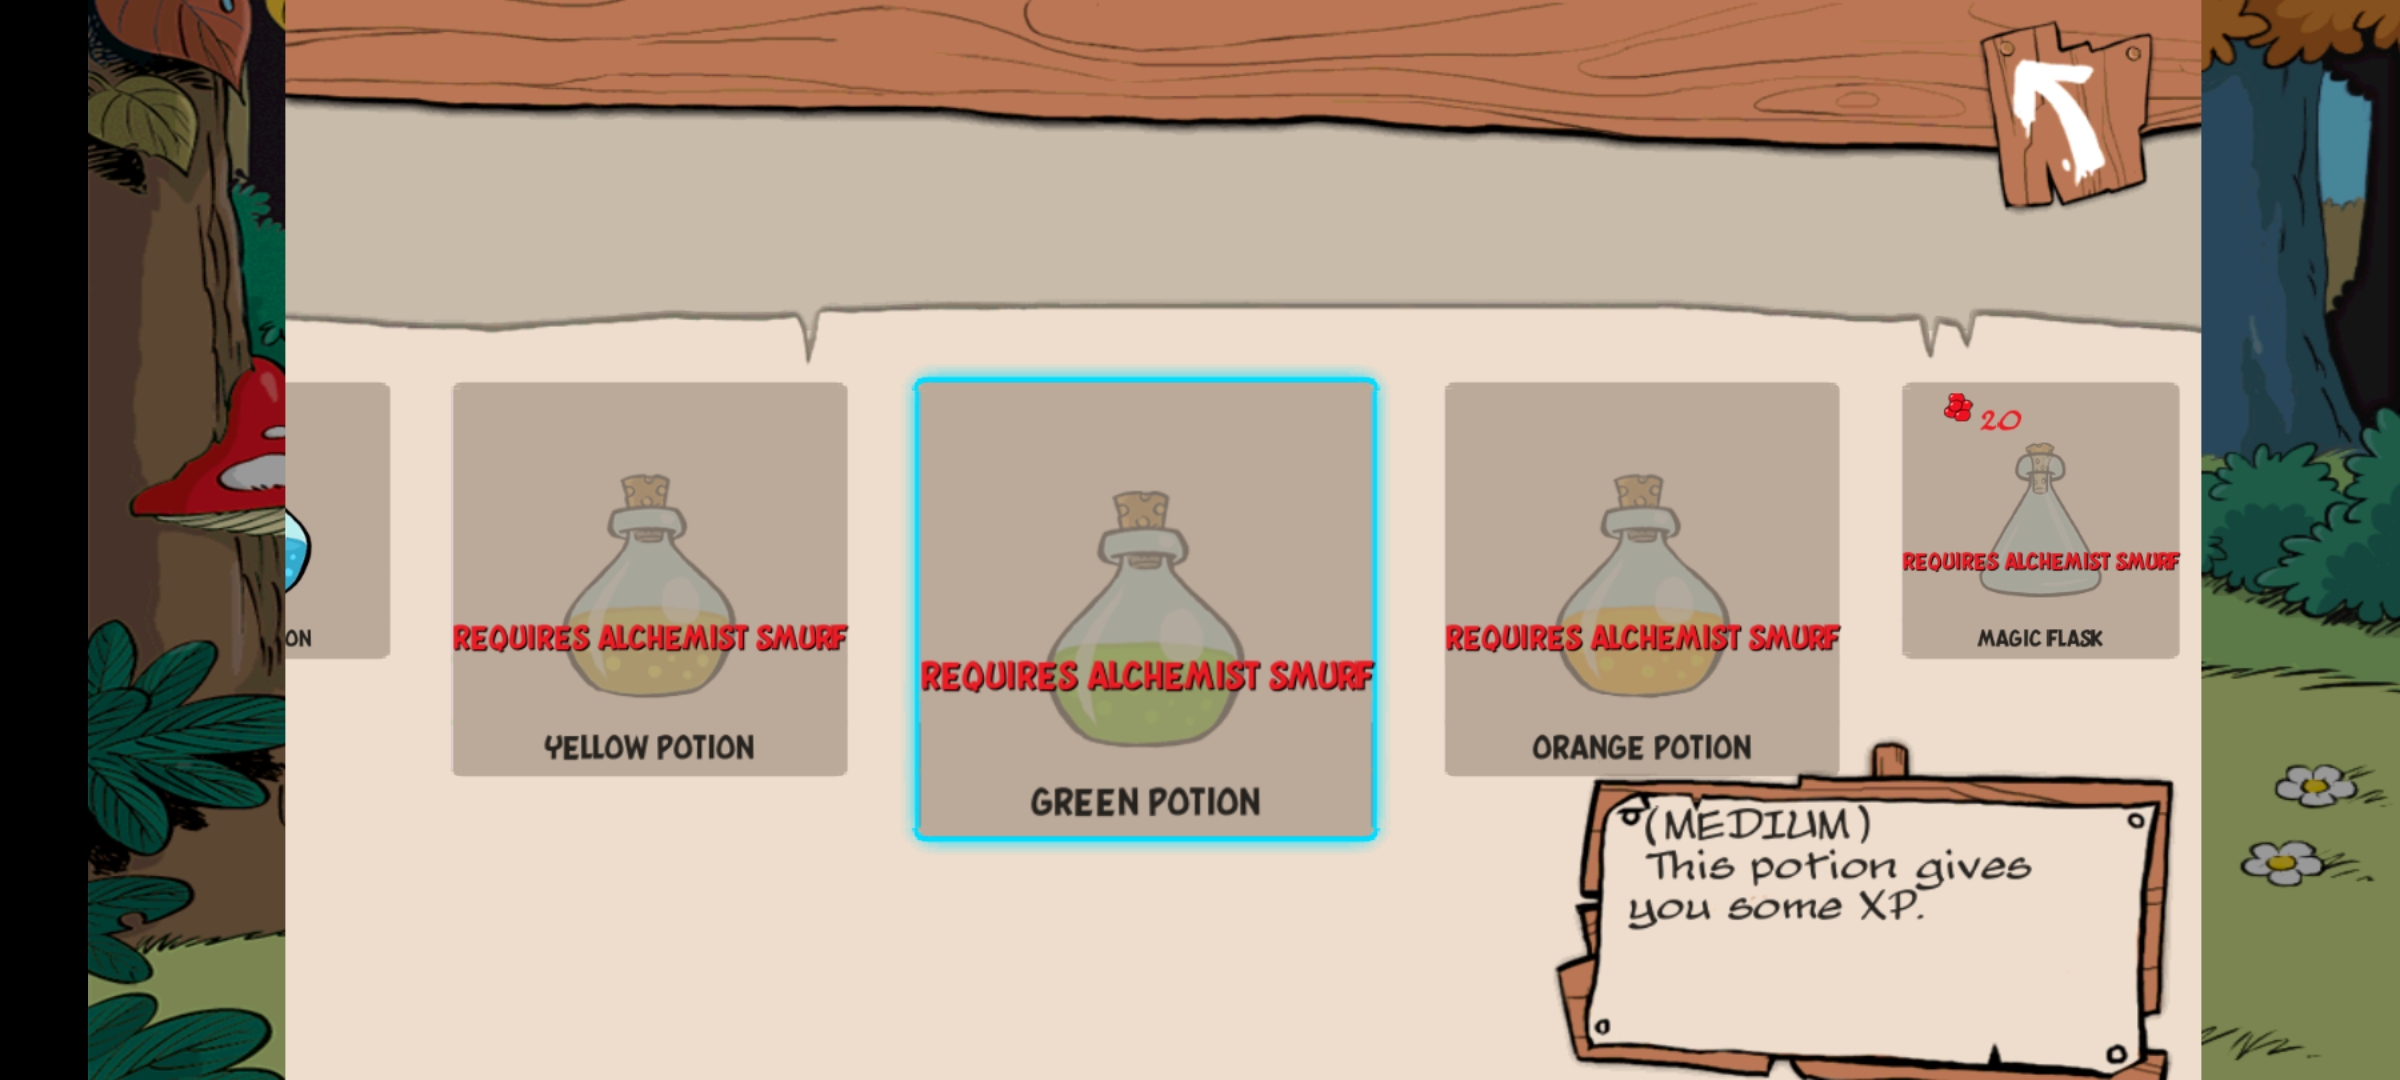 20
REQUIRES ALCHEMIST SMURF
MAGIC FLASK
ON
REQUIRES ALCHEMIST SMURF
YELLOW POTION
REQUIRES ALCHEMIST SMURF
GREEN POTION
REQUIRES ALCHEMIST SMURF
ORANGE POTION
(MEDIUM)
This potion gives
you some XP.